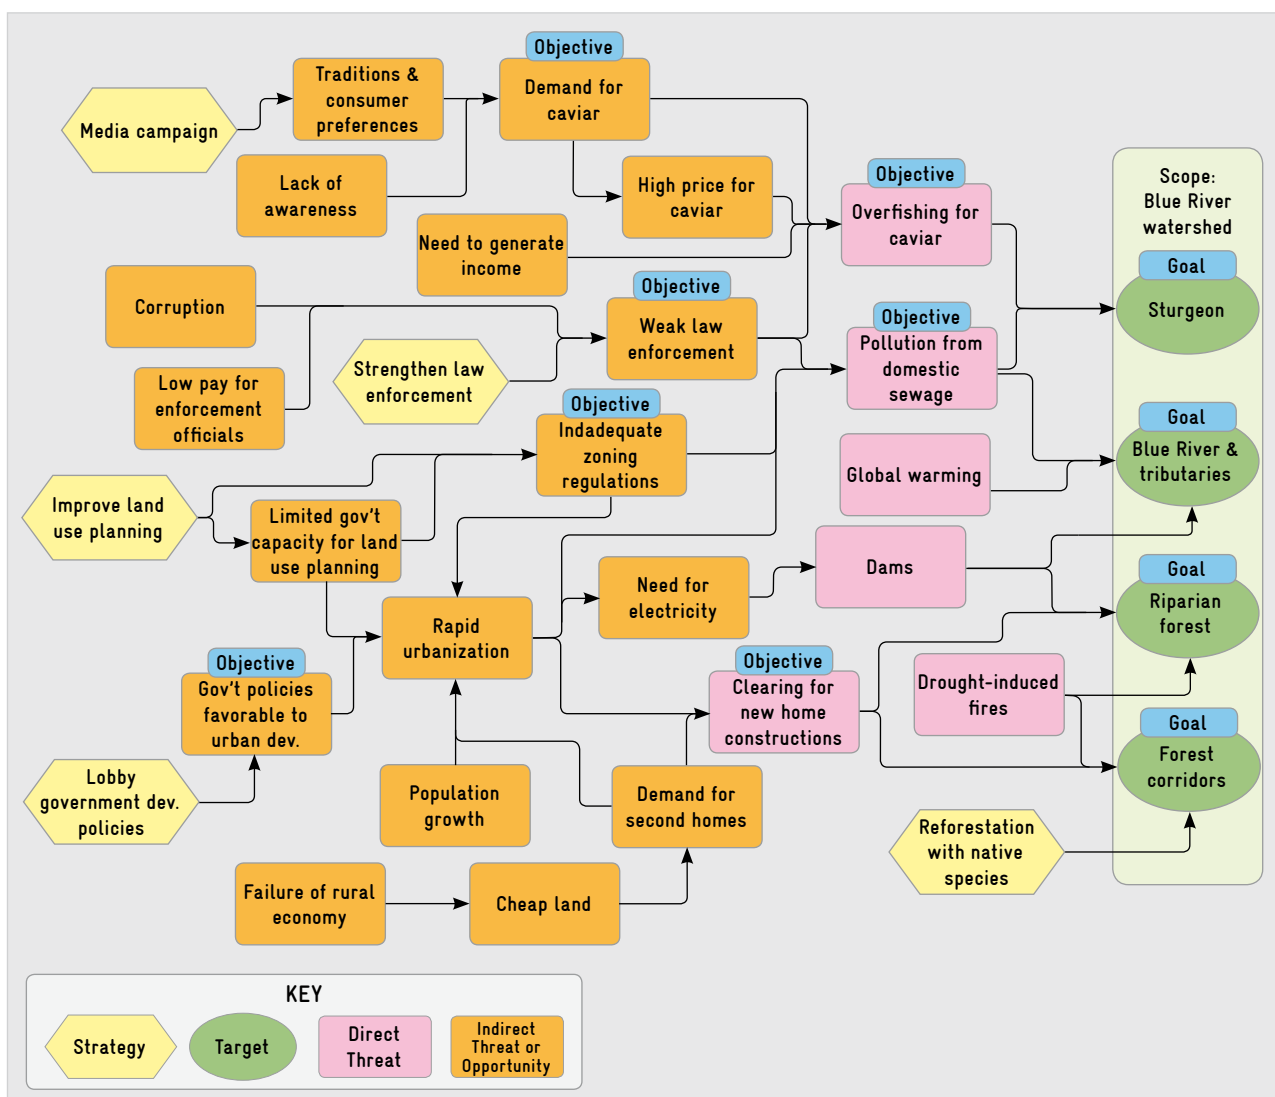 Objective
Traditions &
consumer
preferences
Demand for
caviar
Media campaign
Lack of
awareness
High price for
caviar
Objective
Overfishing for
caviar
Scope:
Blue River
watershed
Need to generate
income
Goal
Sturgeon
Corruption
Objective
Weak law
enforcement
Objective
Pollution from
domestic
sewage
Strengthen law
enforcement
Low pay for
enforcement
officials
Objective
Indadequate
zoning
regulations
Goal
Blue River &
tributaries
Global warming
Improve land
use planning
Limited gov't
capacity for land
use planning
Need for
electricity
Dams
Goal
Riparian
forest
Rapid
urbanization
Objective
Gov't policies
favorable to
urban dev.
Objective
Clearing for
new home
constructions
Drought-induced
fires
Goal
Forest
corridors
Lobby
government dev.
policies
Population
growth
Demand for
second homes
Reforestation
with native
species
Failure of rural
economy
Cheap land
KEY
Strategy
Target
Direct
Threat
Indirect
Threat or
Opportunity